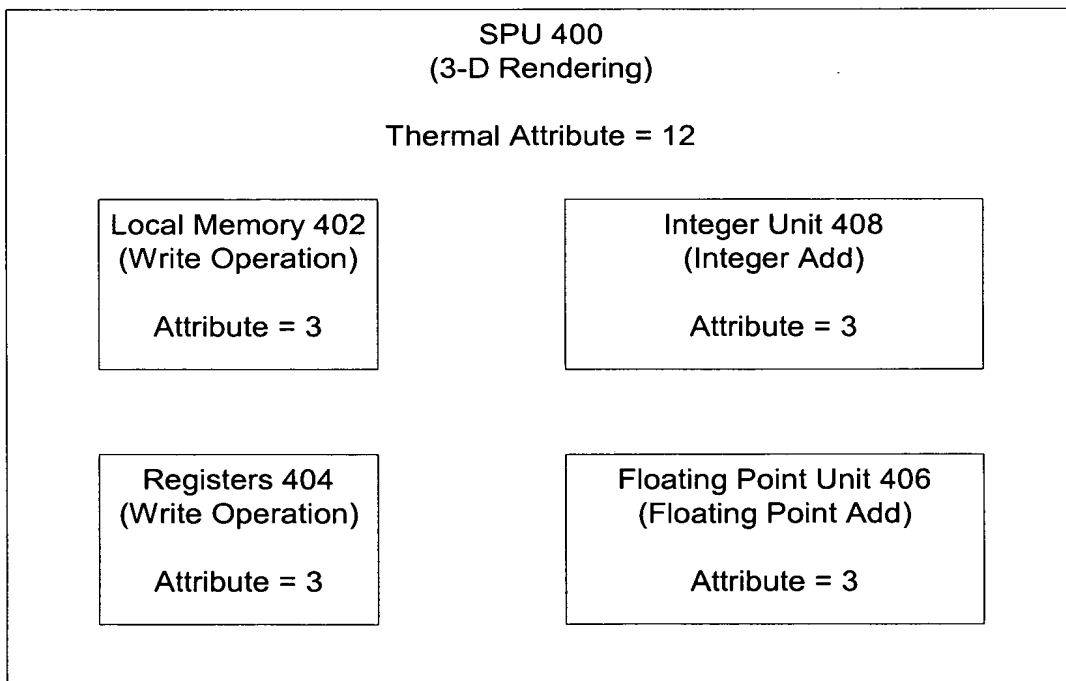 SPU 400
(3-D Rendering)
Thermal Attribute = 12
Local Memory 402
(Write Operation)
Attribute = 3
Integer Unit 408
(Integer Add)
Attribute = 3
Registers 404
(Write Operation)
Attribute = 3
Floating Point Unit 406
(Floating Point Add)
Attribute = 3